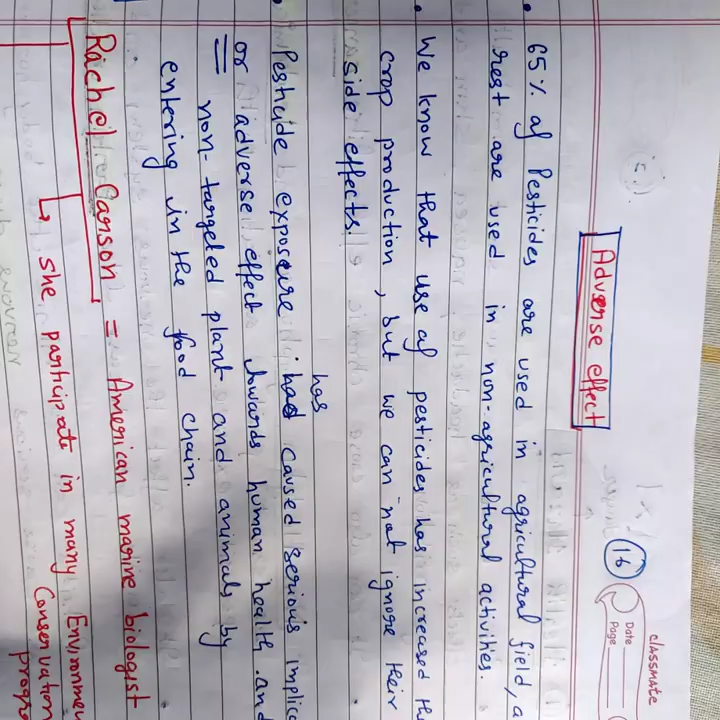 classmate
Date
Page
16
Adverse effect
• 65% of Pesticides are used in agricultural field, a
rest are used in non-agricultural activities.
• We know that use of pesticides has increased th
crop production, but we can not ignore their
side effects.
has
• Pesticide exposure had caused serious implic
or adverse effect towards human health and
non-targeted plant and animals by
entering in the food chain.
Rachel Carson = American marine biologist
↳ she participate in many Environmen
Conservation
progra